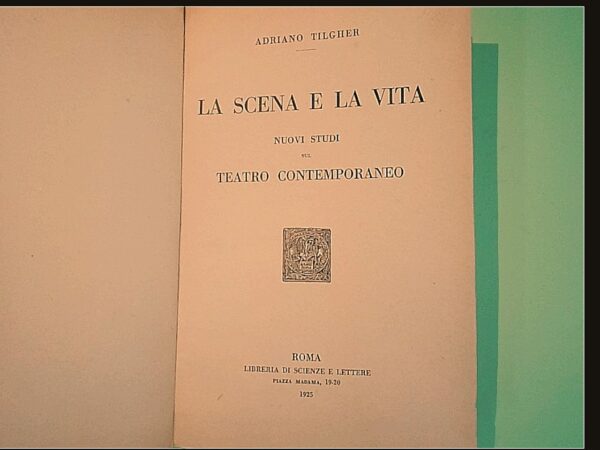 ADRIANO TILGHER
LA SCENA E LA VITA
NUOVI STUDI
SUL
TEATRO CONTEMPORANEO
ROMA
LIBRERIA DI SCIENZE E LETTERE
PIAZZA MADAMA, 19-20
1925